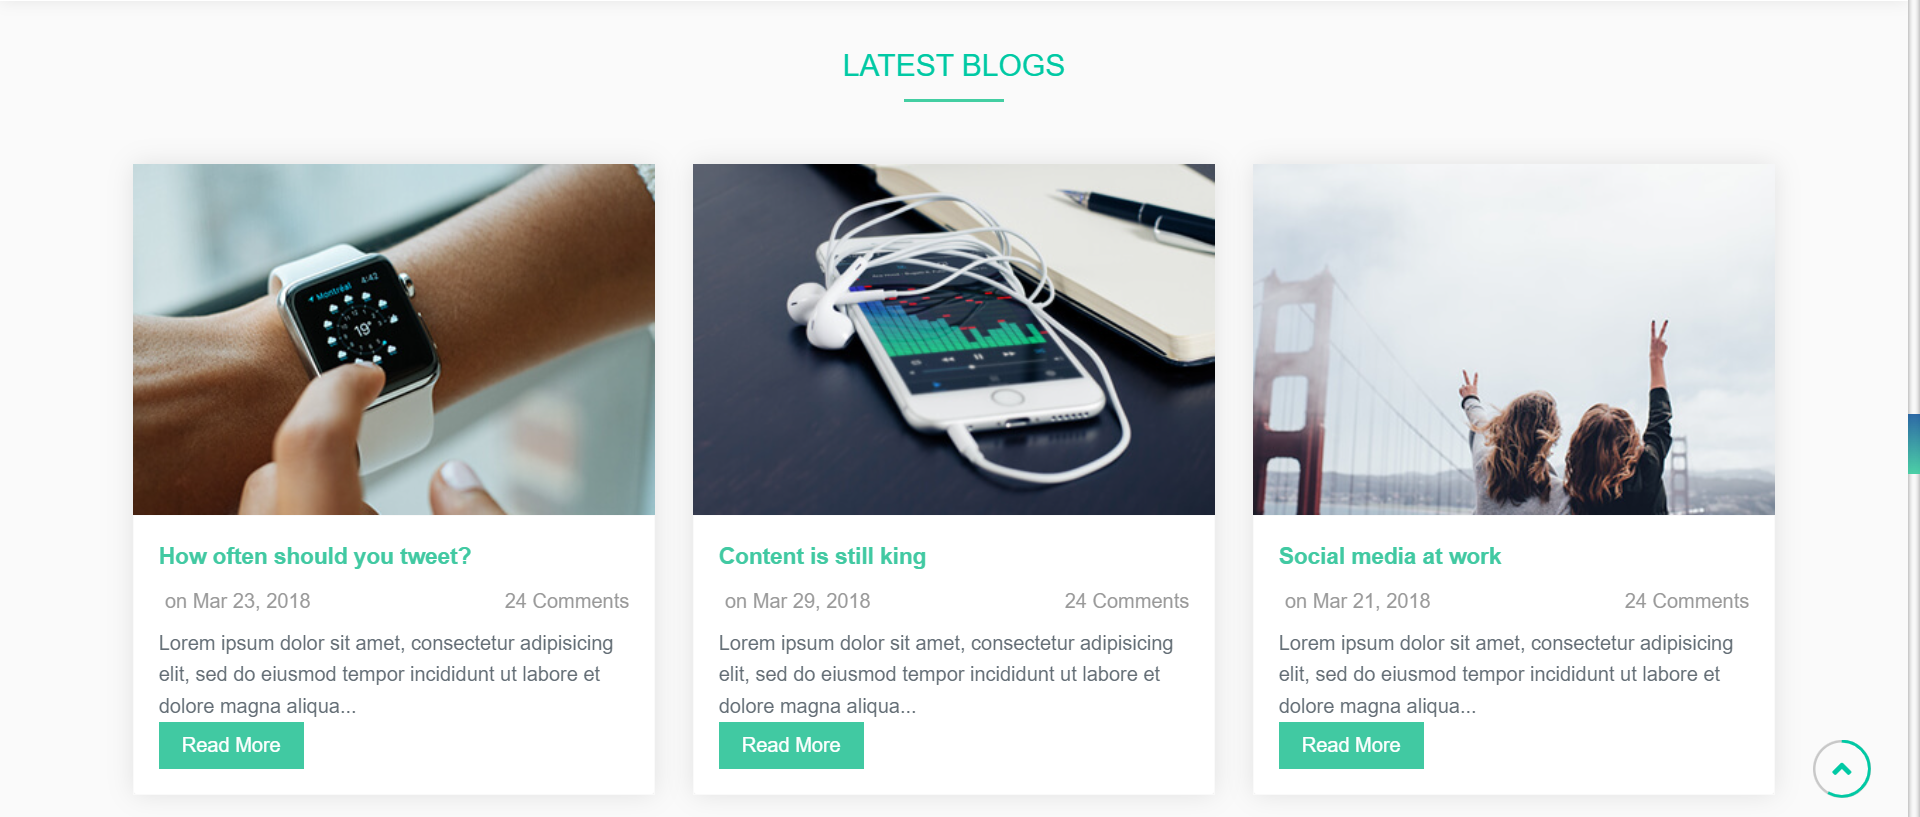 LATEST BLOGS
4:42
Montréal
19°
How often should you tweet?
on Mar 23, 2018
24 Comments
Lorem ipsum dolor sit amet, consectetur adipisicing
elit, sed do eiusmod tempor incididunt ut labore et
dolore magna aliqua...
Read More
Content is still king
on Mar 29, 2018
24 Comments
Lorem ipsum dolor sit amet, consectetur adipisicing
elit, sed do eiusmod tempor incididunt ut labore et
dolore magna aliqua...
Read More
Social media at work
on Mar 21, 2018
24 Comments
Lorem ipsum dolor sit amet, consectetur adipisicing
elit, sed do eiusmod tempor incididunt ut labore et
dolore magna aliqua...
Read More